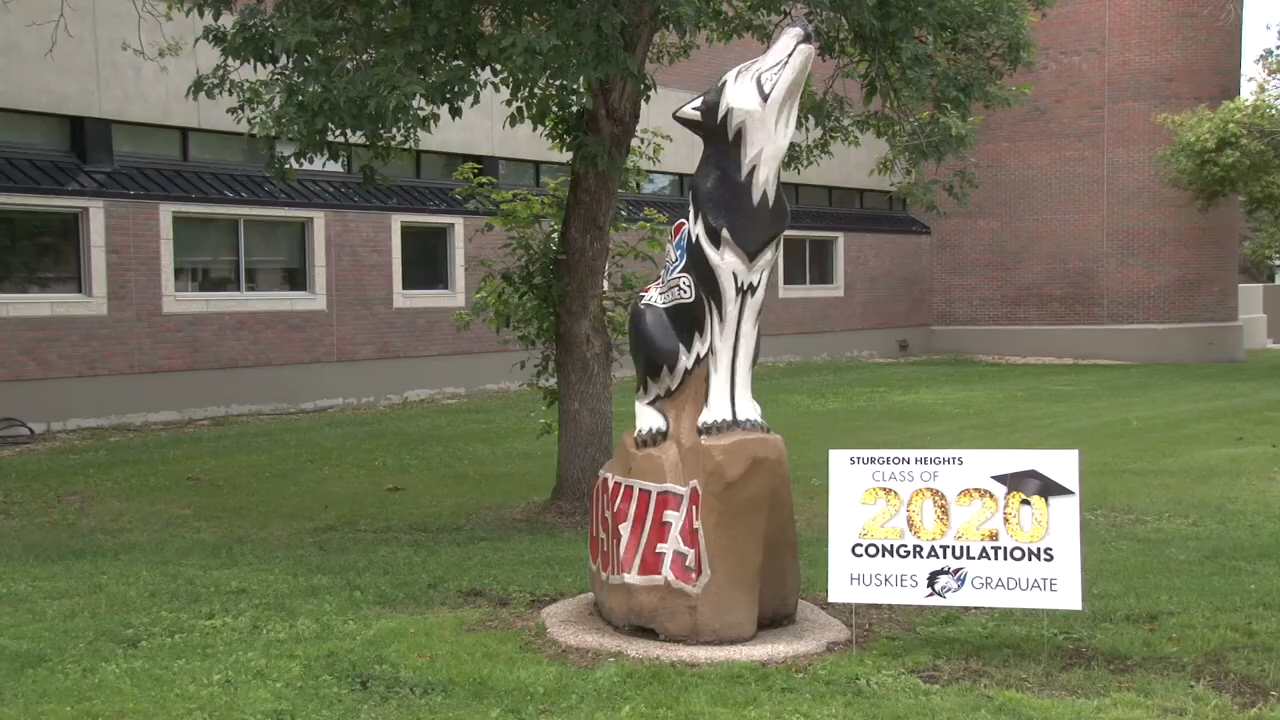 HUSKIES
USKIES
STURGEON HEIGHTS
CLASS OF
2020
CONGRATULATIONS
HUSKIES GRADUATE